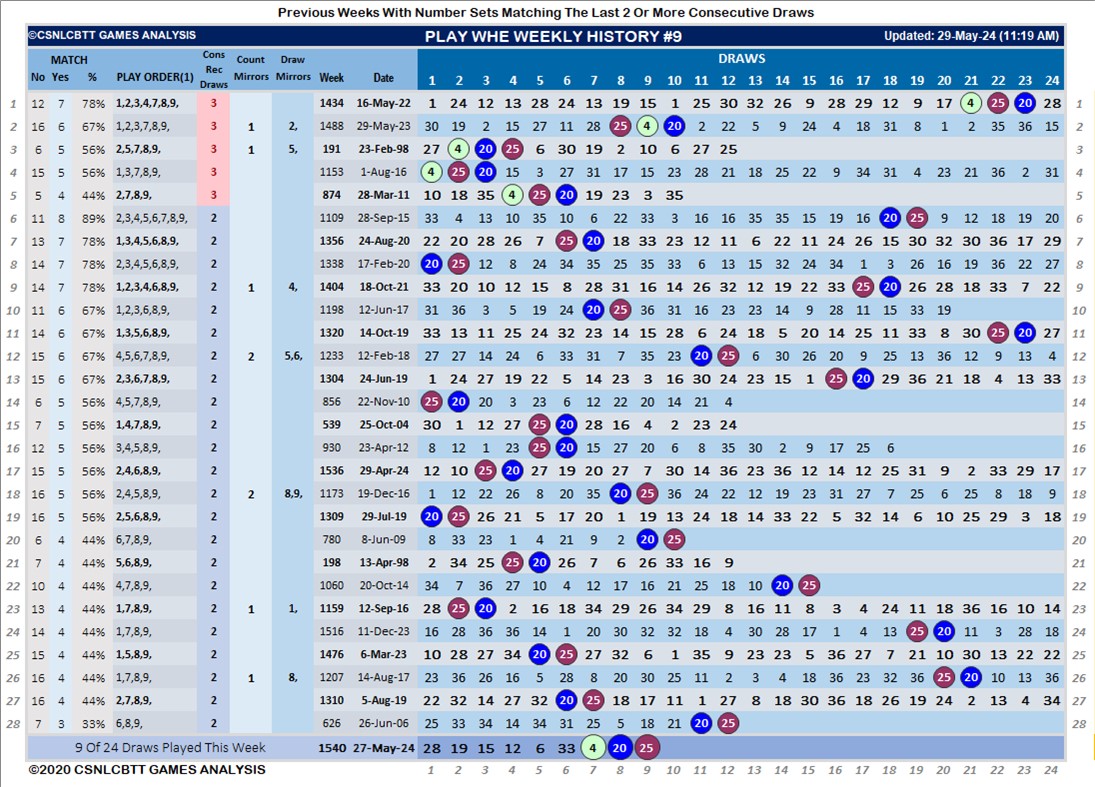 Previous Weeks With Number Sets Matching The Last 2 Or More Consecutive Draws
©CSNLCBTT GAMES ANALYSIS PLAY WHE WEEKLY HISTORY #9 Updated: 29-May-24 (11:19 AM)
MATCH Cons Rec Draws Count Mirrors Draw Mirrors DRAWS
No Yes % PLAY ORDER(1) Week Date 1 2 3 4 5 6 7 8 9 10 11 12 13 14 15 16 17 18 19 20 21 22 23 24
1 12 7 78% 1,2,3,4,7,8,9, 3 1434 16-May-22 1 24 12 13 28 24 13 19 15 1 25 30 32 26 9 28 29 12 9 17 4 25 20 28 1
2 16 6 67% 1,2,3,7,8,9, 3 1 2, 1488 29-May-23 30 19 2 15 27 11 28 25 4 20 2 22 5 9 24 4 18 31 8 1 2 35 36 15 2
3 6 5 56% 2,5,7,8,9, 3 1 5, 191 23-Feb-98 27 4 20 25 6 30 19 2 10 6 27 25 3
4 15 5 56% 1,3,7,8,9, 3 1153 1-Aug-16 4 25 20 15 3 27 31 17 15 23 28 21 18 25 22 9 34 31 4 23 21 36 2 31 4
5 5 4 44% 2,7,8,9, 3 874 28-Mar-11 10 18 35 4 25 20 19 23 3 35 5
6 11 8 89% 2,3,4,5,6,7,8,9, 2 1109 28-Sep-15 33 4 13 10 35 10 6 22 33 3 16 16 35 35 15 19 16 20 25 9 12 18 19 20 6
7 13 7 78% 1,3,4,5,6,8,9, 2 1356 24-Aug-20 22 20 28 26 7 25 20 18 33 23 12 11 6 22 11 24 26 15 30 32 30 36 17 29 7
8 14 7 78% 2,3,4,5,6,8,9, 2 1338 17-Feb-20 20 25 12 8 24 34 35 25 35 33 6 13 15 32 24 34 1 3 26 16 19 36 22 27 8
9 14 7 78% 1,2,3,4,6,8,9, 2 1 4, 1404 18-Oct-21 33 20 10 12 15 8 28 31 16 14 26 32 12 19 22 33 25 20 26 28 18 33 7 22 9
10 11 6 67% 1,2,3,6,8,9, 2 1198 12-Jun-17 31 36 3 5 19 24 20 25 36 31 16 23 23 14 9 28 11 15 33 19 10
11 14 6 67% 1,3,5,6,8,9, 2 1320 14-Oct-19 33 13 11 25 24 32 23 14 15 28 6 24 18 5 20 14 25 11 33 8 30 25 20 27 11
12 15 6 67% 4,5,6,7,8,9, 2 2 5,6, 1233 12-Feb-18 27 27 14 24 6 33 31 7 35 23 20 25 6 30 26 20 9 25 13 36 12 9 13 4 12
13 15 6 67% 2,3,6,7,8,9, 2 1304 24-Jun-19 1 24 27 19 22 5 14 23 3 16 30 24 23 15 1 25 20 29 36 21 18 4 13 33 13
14 6 5 56% 4,5,7,8,9, 2 856 22-Nov-10 25 20 20 3 23 6 12 22 20 14 21 4 14
15 7 5 56% 1,4,7,8,9, 2 539 25-Oct-04 30 1 12 27 25 20 28 16 4 2 23 24 15
16 12 5 56% 3,4,5,8,9, 2 930 23-Apr-12 8 12 1 23 25 20 15 27 20 6 8 35 30 2 9 17 25 6 16
17 15 5 56% 2,4,6,8,9, 2 1536 29-Apr-24 12 10 25 20 27 19 20 27 7 30 14 36 23 36 12 14 12 25 31 9 2 33 29 17 17
18 16 5 56% 2,4,5,8,9, 2 2 8,9, 1173 19-Dec-16 1 12 22 26 8 20 35 20 25 36 24 22 12 19 23 31 27 7 25 6 25 8 18 9 18
19 16 5 56% 2,5,6,8,9, 2 1309 29-Jul-19 20 25 26 21 5 17 20 1 19 13 24 18 14 33 22 5 24 14 6 10 25 29 3 18 19
20 6 4 44% 6,7,8,9, 2 780 8-Jun-09 8 33 23 1 4 21 9 2 20 25 20
21 7 4 44% 5,6,8,9, 2 198 13-Apr-98 2 34 25 25 20 26 7 6 26 33 16 9 21
22 10 4 44% 4,7,8,9, 2 1060 20-Oct-14 34 7 36 27 10 4 12 17 16 21 25 18 10 20 25 22
23 13 4 44% 1,7,8,9, 2 1 1, 1159 12-Sep-16 28 25 20 2 16 18 34 29 26 34 29 8 16 11 8 3 4 24 11 18 36 16 10 14 23
24 14 4 44% 1,7,8,9, 2 1516 11-Dec-23 16 28 36 36 14 1 20 30 32 32 18 4 30 28 17 1 4 13 25 20 11 3 28 18 24
25 15 4 44% 1,5,8,9, 2 1476 6-Mar-23 10 28 27 34 20 25 27 32 6 1 35 9 23 23 5 36 27 7 21 10 30 13 22 22 25
26 16 4 44% 1,7,8,9, 2 1 8, 1207 14-Aug-17 23 36 26 16 5 28 8 20 30 25 11 2 3 4 18 36 23 32 36 25 20 10 13 36 26
27 16 4 44% 2,7,8,9, 2 1310 5-Aug-19 22 32 14 27 32 20 25 18 17 11 1 27 8 18 30 36 18 26 19 24 2 13 4 34 27
28 7 3 33% 6,8,9, 2 626 26-Jun-06 25 33 34 14 34 31 25 5 18 21 20 25 28
9 Of 24 Draws Played This Week 1540 27-May-24 28 19 15 12 6 33 4 20 25
©2020 CSNLCBTT GAMES ANALYSIS 1 2 3 4 5 6 7 8 9 10 11 12 13 14 15 16 17 18 19 20 21 22 23 24